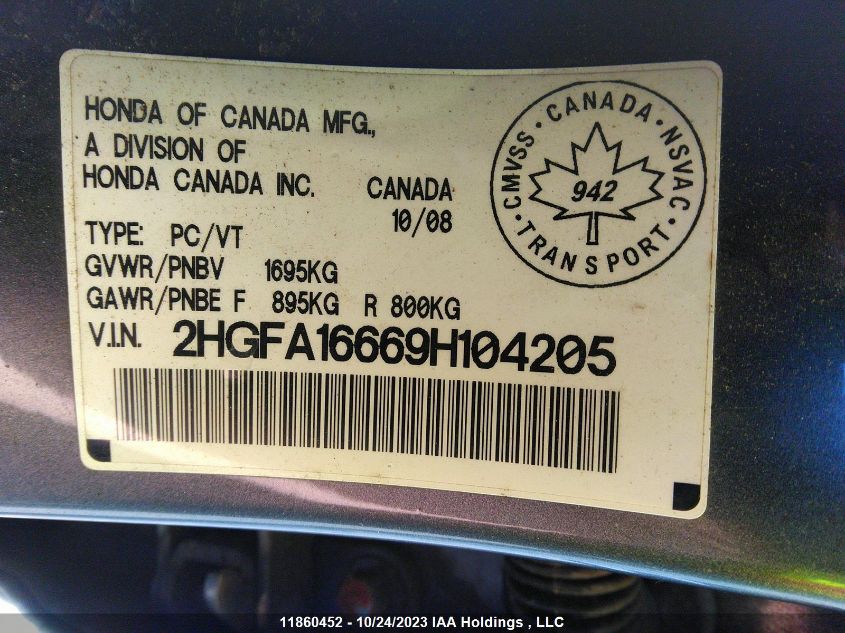 HONDA OF CANADA MFG.,
A DIVISION OF
HONDA CANADA INC. CANADA
10/08
TYPE: PC/VT
GVWR/PNBV 1695KG
GAWR/PNBE F 895KG R 800KG
V.I.N. 2HGFA16669H104205
CMVSS · CANADA · NSVAC · TRANSPORT ·
942
11860452 - 10/24/2023 IAA Holdings , LLC